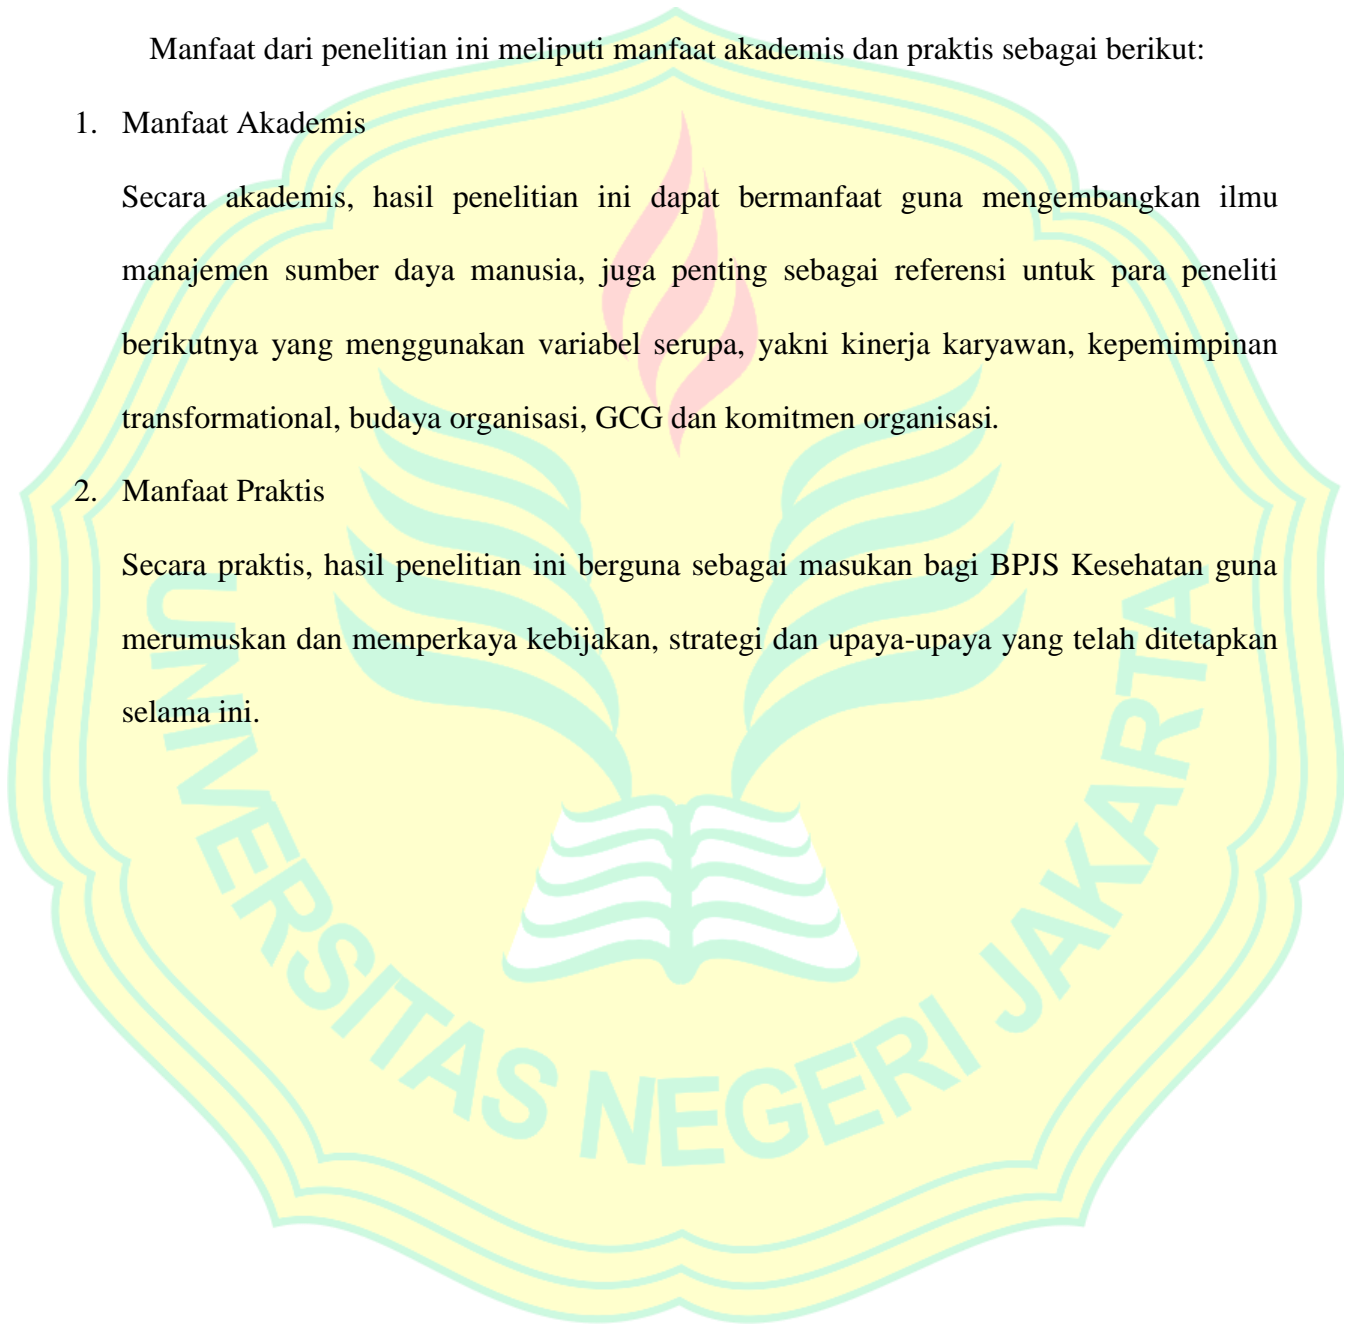 Manfaat dari penelitian ini meliputi manfaat akademis dan praktis sebagai berikut:
1. Manfaat Akademis
Secara akademis, hasil penelitian ini dapat bermanfaat guna mengembangkan ilmu
manajemen sumber daya manusia, juga penting sebagai referensi untuk para peneliti
berikutnya yang menggunakan variabel serupa, yakni kinerja karyawan, kepemimpinan
transformational, budaya organisasi, GCG dan komitmen organisasi.
2. Manfaat Praktis
Secara praktis, hasil penelitian ini berguna sebagai masukan bagi BPJS Kesehatan guna
merumuskan dan memperkaya kebijakan, strategi dan upaya-upaya yang telah ditetapkan
selama ini.
UNIVERSITAS NEGERI JAKARTA